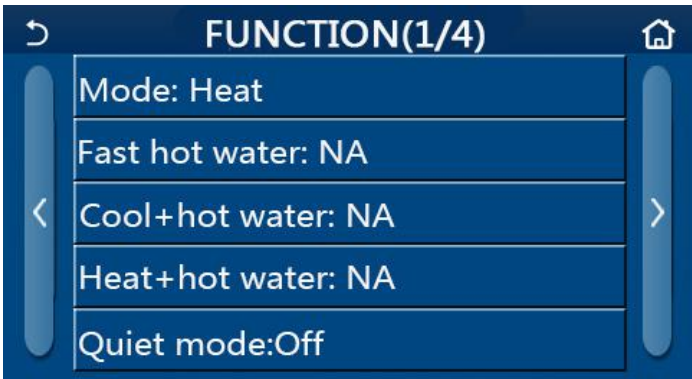 FUNCTION(1/4)
Mode: Heat
Fast hot water: NA
Cool+hot water: NA
Heat+hot water: NA
Quiet mode:Off